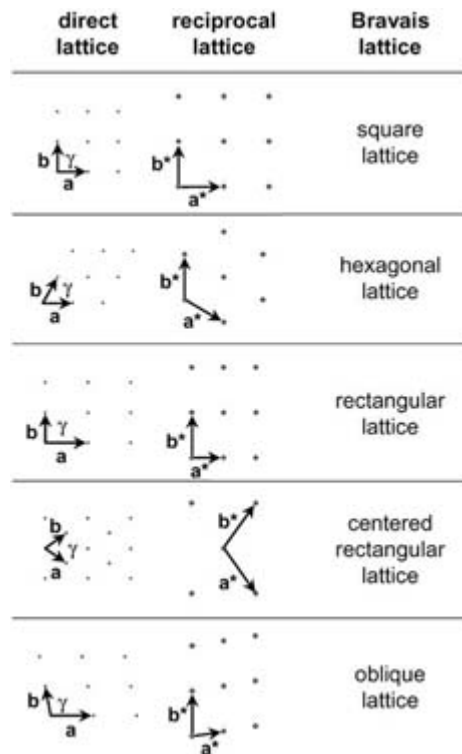 direct lattice
reciprocal lattice
Bravais lattice
b γ
a
b*
a*
square lattice
b γ
a
b*
a*
hexagonal lattice
b γ
a
b*
a*
rectangular lattice
b
γ
a
b*
a*
centered rectangular lattice
b γ
a
b*
a*
oblique lattice